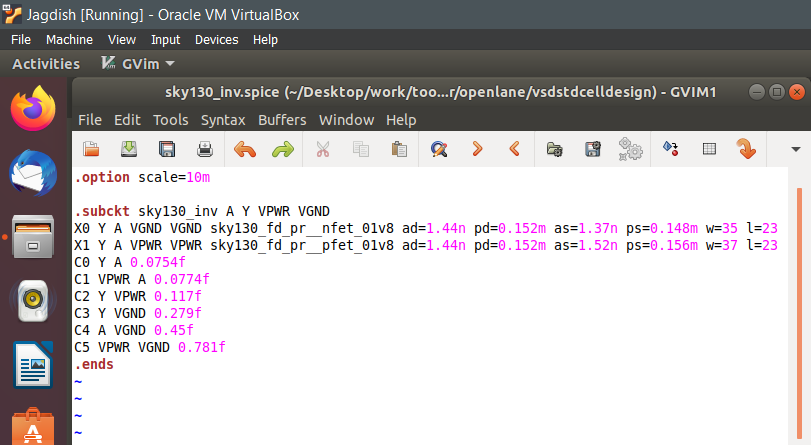 Jagdish [Running] - Oracle VM VirtualBox
File Machine View Input Devices Help
Activities GVim
sky130_inv.spice (~/Desktop/work/too...r/openlane/vsdstdcelldesign) - GVIM1
File Edit Tools Syntax Buffers Window Help
.option scale=10m
.subckt sky130_inv A Y VPWR VGND
X0 Y A VGND VGND sky130_fd_pr__nfet_01v8 ad=1.44n pd=0.152m as=1.37n ps=0.148m w=35 l=23
X1 Y A VPWR VPWR sky130_fd_pr__pfet_01v8 ad=1.44n pd=0.152m as=1.52n ps=0.156m w=37 l=23
C0 Y A 0.0754f
C1 VPWR A 0.0774f
C2 Y VPWR 0.117f
C3 Y VGND 0.279f
C4 A VGND 0.45f
C5 VPWR VGND 0.781f
.ends
~
~
~
~